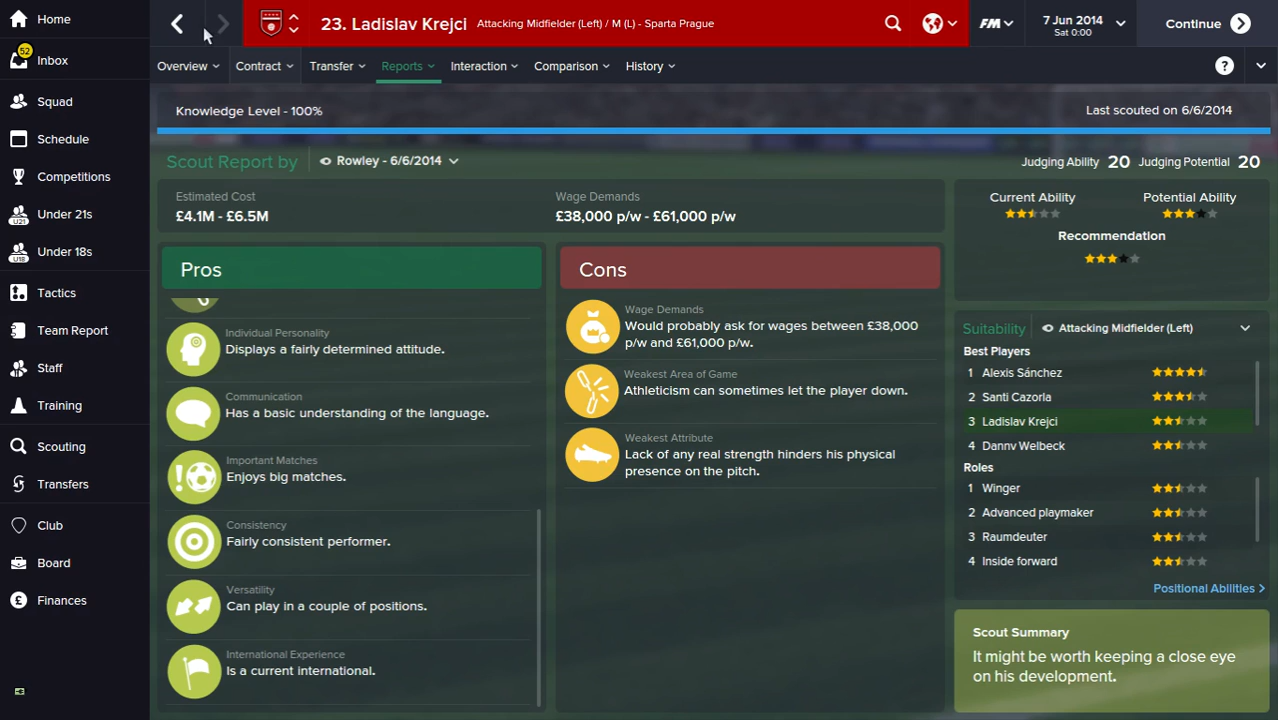 Home
52
Inbox
Squad
Schedule
Competitions
U21
Under 21s
U18
Under 18s
Tactics
Team Report
Staff
Training
Scouting
Transfers
Club
Board
£ Finances
23. Ladislav Krejci
Attacking Midfielder (Left) / M (L) - Sparta Prague
FM
7 Jun 2014
Sat 0:00
Continue
Overview
Contract
Transfer
Reports
Interaction
Comparison
History
?
Knowledge Level - 100%
Last scouted on 6/6/2014
Scout Report by
Rowley - 6/6/2014
Judging Ability 20 Judging Potential 20
Estimated Cost
£4.1M - £6.5M
Wage Demands
£38,000 p/w - £61,000 p/w
Current Ability
Potential Ability
Recommendation
Pros
Individual Personality
Displays a fairly determined attitude.
Communication
Has a basic understanding of the language.
Important Matches
Enjoys big matches.
Consistency
Fairly consistent performer.
Versatility
Can play in a couple of positions.
International Experience
Is a current international.
Cons
Wage Demands
Would probably ask for wages between £38,000
p/w and £61,000 p/w.
Weakest Area of Game
Athleticism can sometimes let the player down.
Weakest Attribute
Lack of any real strength hinders his physical
presence on the pitch.
Suitability
Attacking Midfielder (Left)
Best Players
1 Alexis Sánchez
2 Santi Cazorla
3 Ladislav Krejci
4 Danny Welbeck
Roles
1 Winger
2 Advanced playmaker
3 Raumdeuter
4 Inside forward
Positional Abilities >
Scout Summary
It might be worth keeping a close eye
on his development.